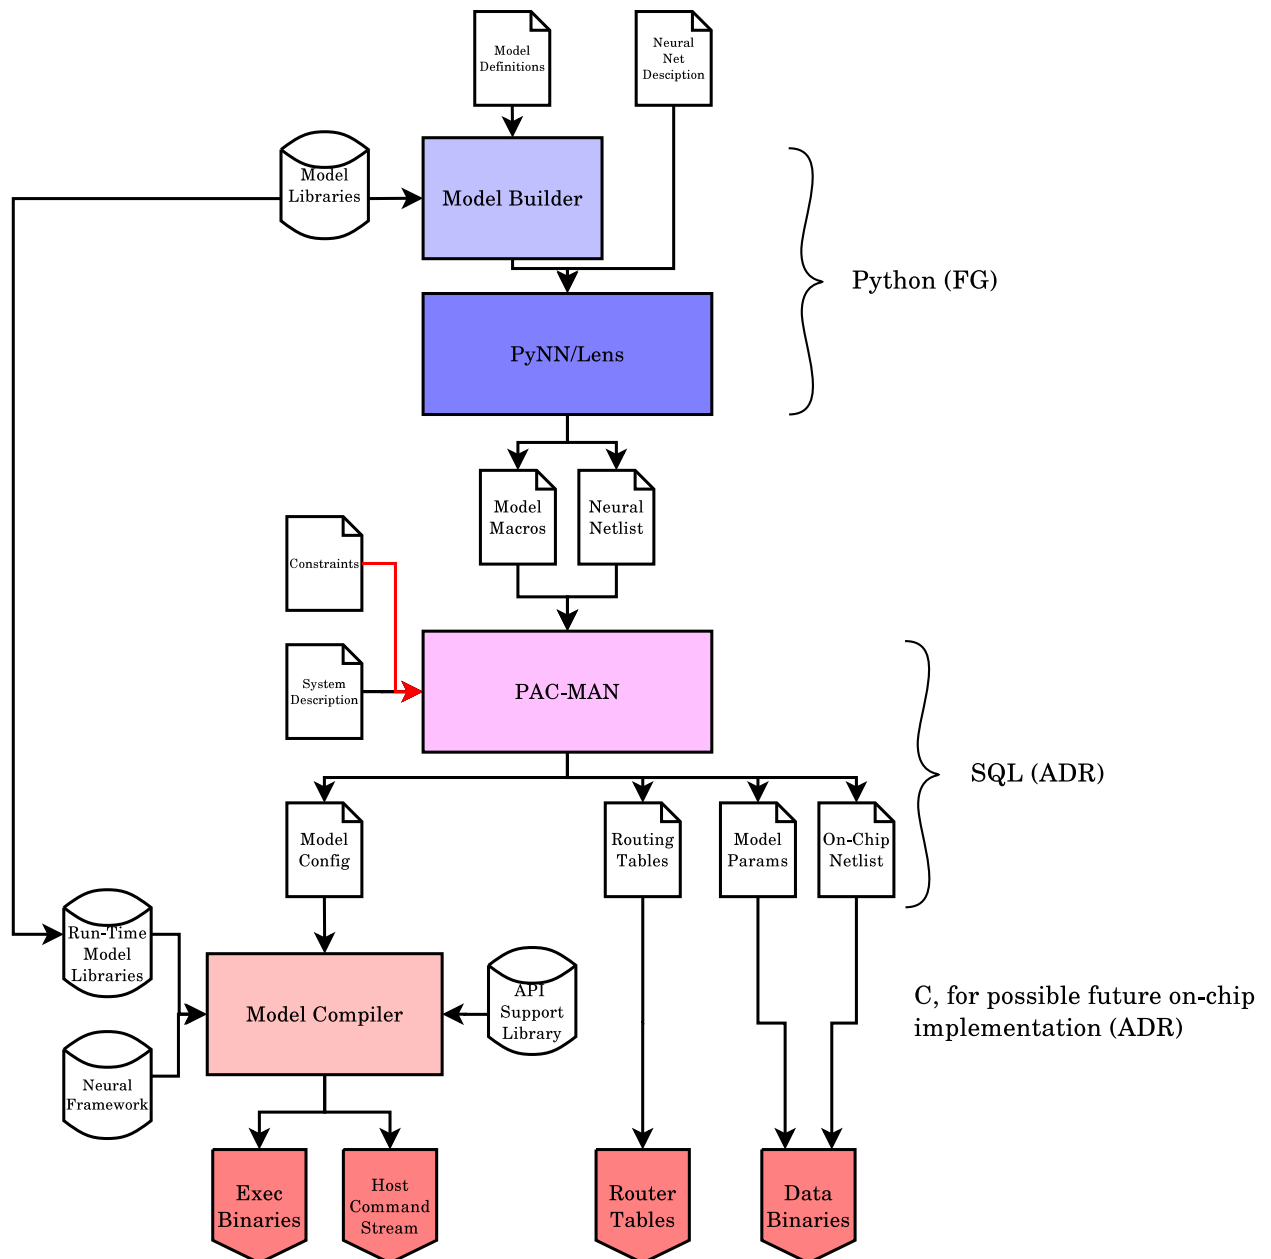 Model
Definitions
Neural
Net
Desciption
Model
Libraries
Model Builder
Python (FG)
PyNN/Lens
Model
Macros
Neural
Netlist
Constraints
System
Description
PAC-MAN
SQL (ADR)
Model
Config
Routing
Tables
Model
Params
On-Chip
Netlist
Run-Time
Model
Libraries
Model Compiler
API
Support
Library
C, for possible future on-chip
implementation (ADR)
Neural
Framework
Exec
Binaries
Host
Command
Stream
Router
Tables
Data
Binaries